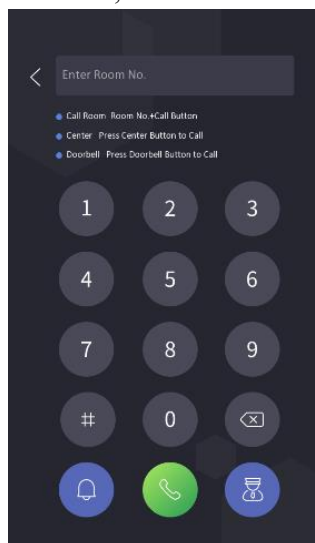 Enter Room No.
Call Room Room No.+Call Button
Center Press Center Button to Call
Doorbell Press Doorbell Button to Call
1 2 3
4 5 6
7 8 9
# 0